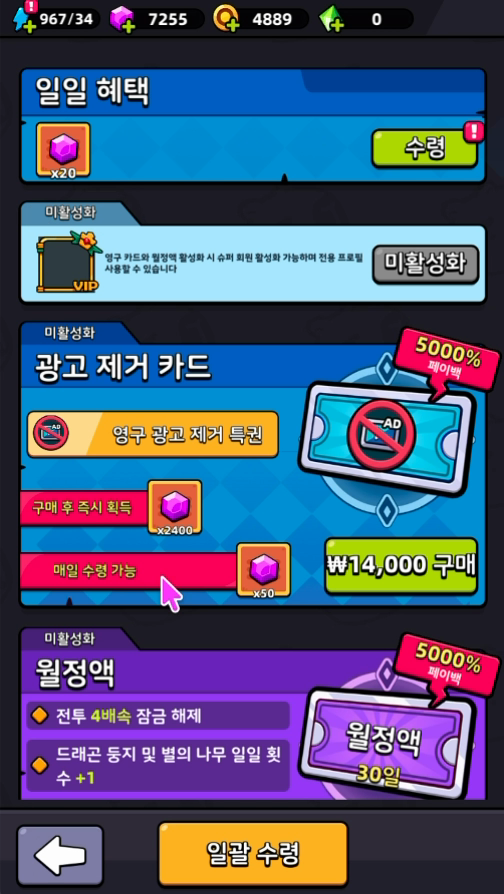 967/34 7255 4889 0
일일 혜택
x20
수령
미활성화
영구 카드와 월정액 활성화 시 슈퍼 회원 활성화 가능하며 전용 프로필
사용할 수 있습니다
VIP
미활성화
미활성화
광고 제거 카드
5000%
페이백
AD
영구 광고 제거 특권
AD
구매 후 즉시 획득
x2400
매일 수령 가능
x50
₩14,000 구매
미활성화
월정액
5000%
페이백
전투 4배속 잠금 해제
드래곤 둥지 및 별의 나무 일일 횟
수 +1
월정액
30일
일괄 수령